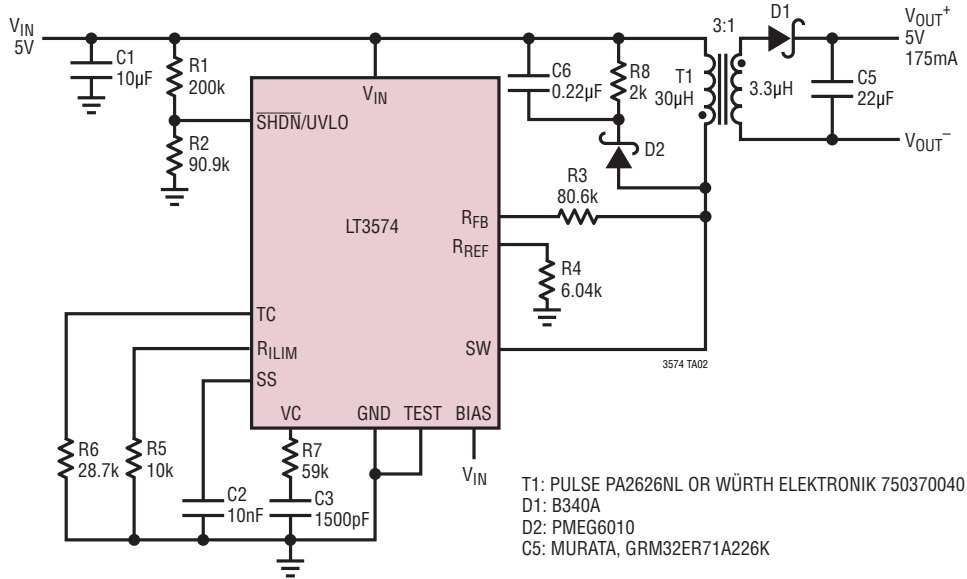 VIN
5V
C1
10µF
R1
200k
R2
90.9k
VIN
SHDN/UVLO
LT3574
C6
0.22µF
R8
2k
D2
T1
30µH
3:1
3.3µH
D1
C5
22µF
VOUT+
5V
175mA
VOUT–
R3
80.6k
RFB
RREF
R4
6.04k
SW
3574 TA02
TC
RILIM
SS
VC
GND
TEST
BIAS
VIN
R6
28.7k
R5
10k
C2
10nF
R7
59k
C3
1500pF
T1: PULSE PA2626NL OR WÜRTH ELEKTRONIK 750370040
D1: B340A
D2: PMEG6010
C5: MURATA, GRM32ER71A226K